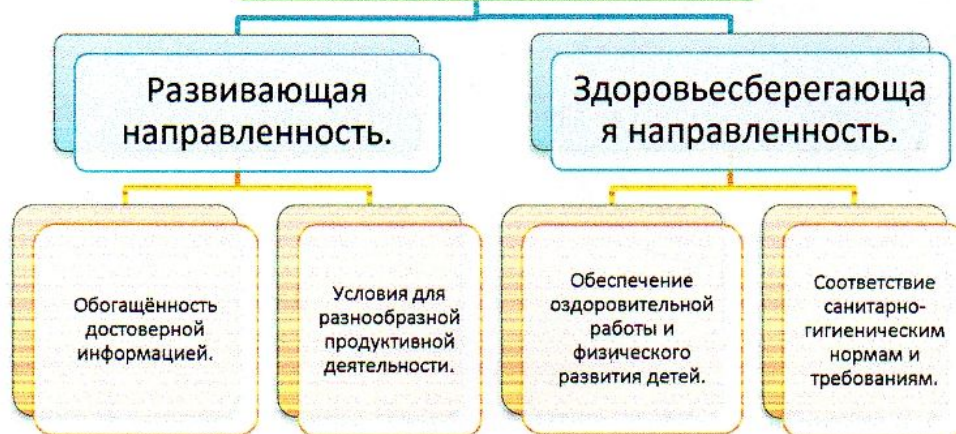 Развивающая
направленность.
Здоровьесберегающа
я направленность.
Обогащённость
достоверной
информацией.
Условия для
разнообразной
продуктивной
деятельности.
Обеспечение
оздоровительной
работы и
физического
развития детей.
Соответствие
санитарно-
гигиеническим
нормам и
требованиям.